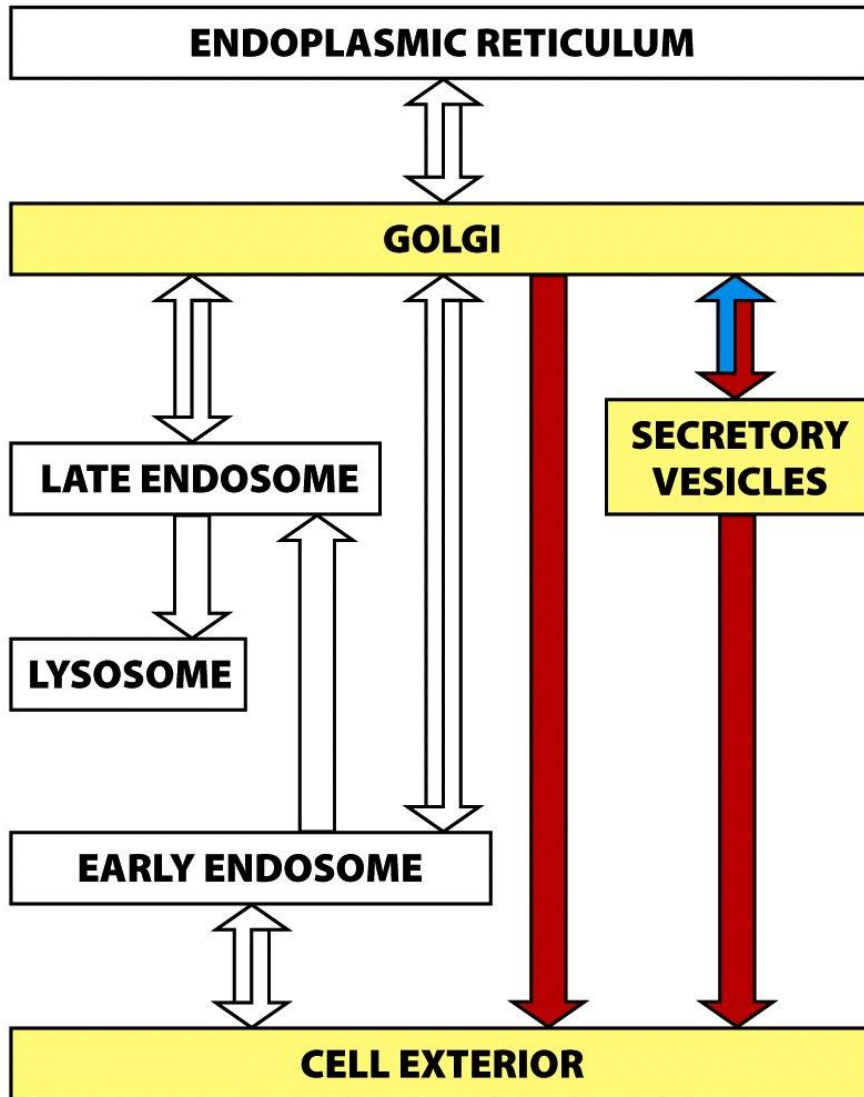 ENDOPLASMIC RETICULUM
GOLGI
SECRETORY
VESICLES
LATE ENDOSOME
LYSOSOME
EARLY ENDOSOME
CELL EXTERIOR